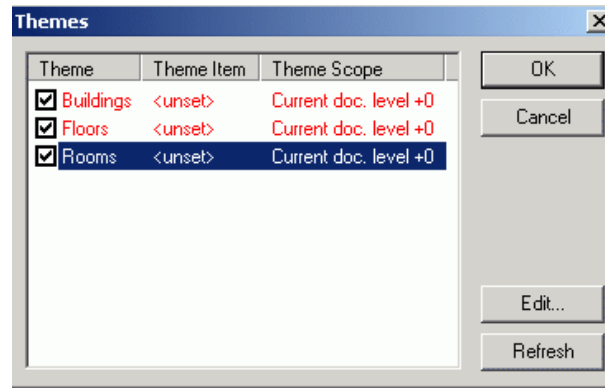 Themes
Theme Theme Item Theme Scope
Buildings <unset> Current doc. level +0
Floors <unset> Current doc. level +0
Rooms <unset> Current doc. level +0
OK
Cancel
Edit...
Refresh